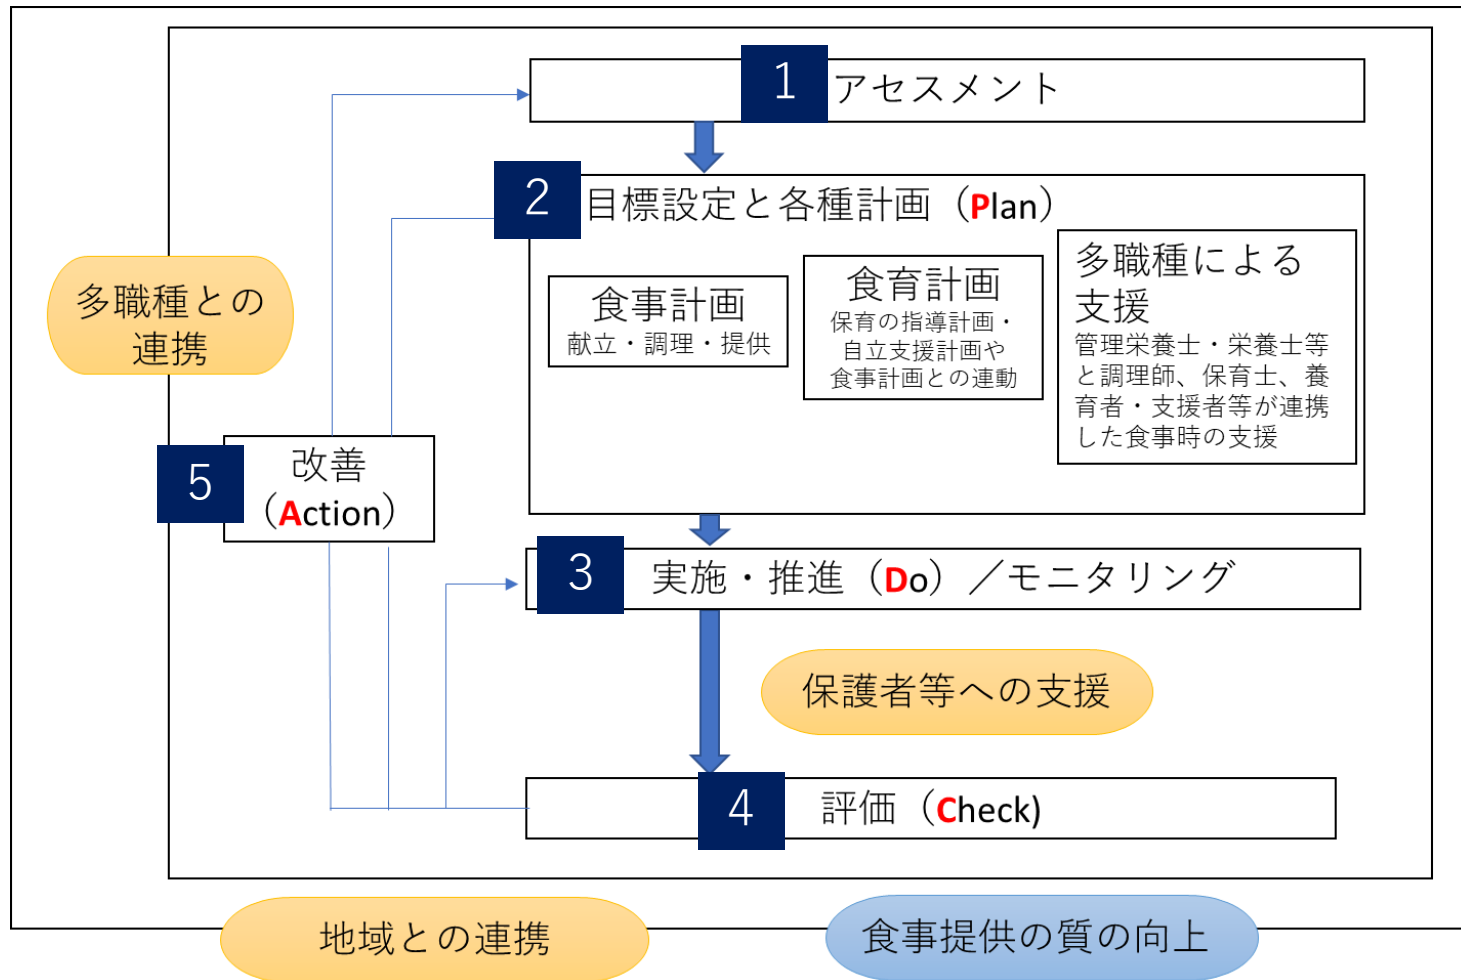 1 アセスメント
2 目標設定と各種計画（Plan）
食事計画
献立・調理・提供
食育計画
保育の指導計画・
自立支援計画や
食事計画との連動
多職種による
支援
管理栄養士・栄養士等
と調理師、保育士、養
育者・支援者等が連携
した食事時の支援
多職種との
連携
5 改善
（Action）
3 実施・推進（Do）／モニタリング
保護者等への支援
4 評価（Check)
地域との連携
食事提供の質の向上